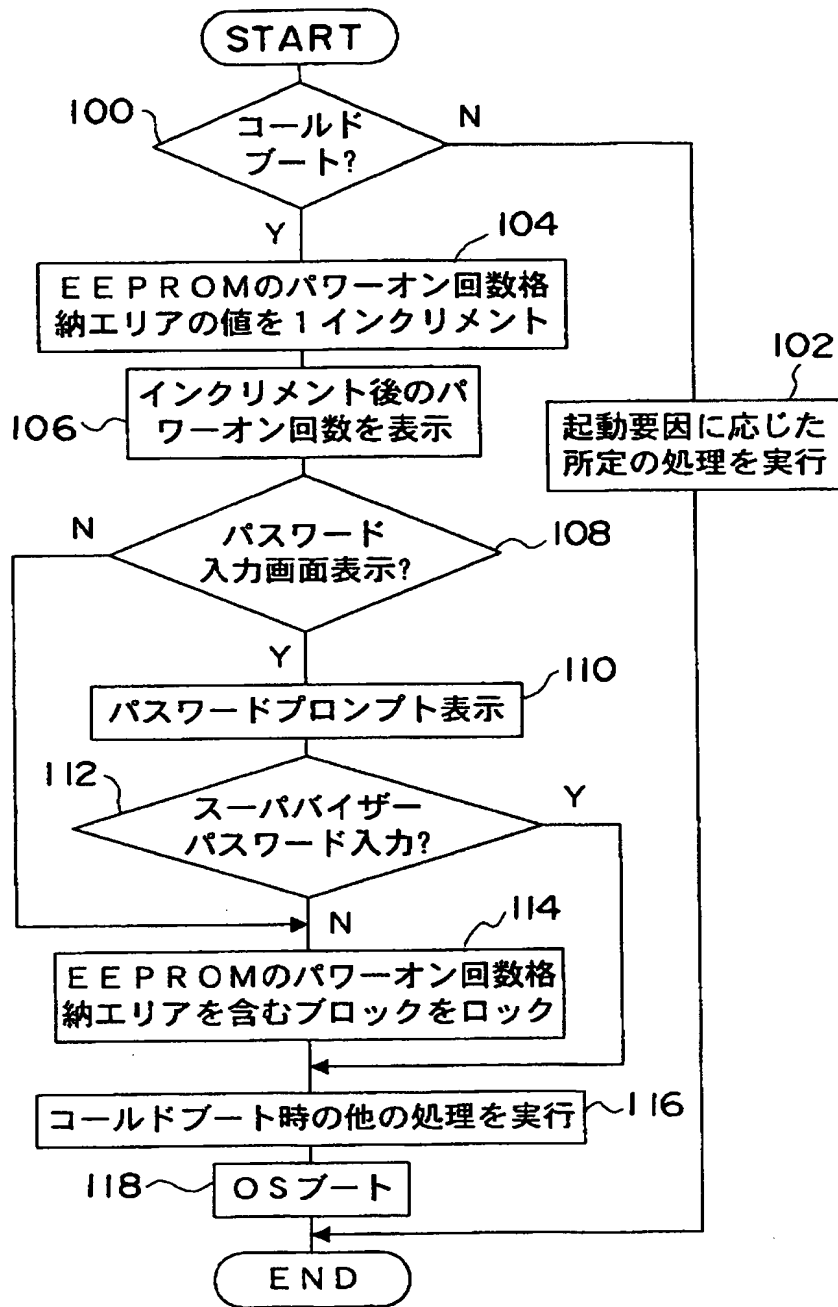 START
100
コールド
ブート?
N
Y
104
EEPROMのパワーオン回数格
納エリアの値を1インクリメント
102
106
インクリメント後のパ
ワーオン回数を表示
起動要因に応じた
所定の処理を実行
N
パスワード
入力画面表示?
108
Y
110
パスワードプロンプト表示
112
スーパバイザー
パスワード入力?
Y
N
114
EEPROMのパワーオン回数格
納エリアを含むブロックをロック
コールドブート時の他の処理を実行
116
118
OSブート
END